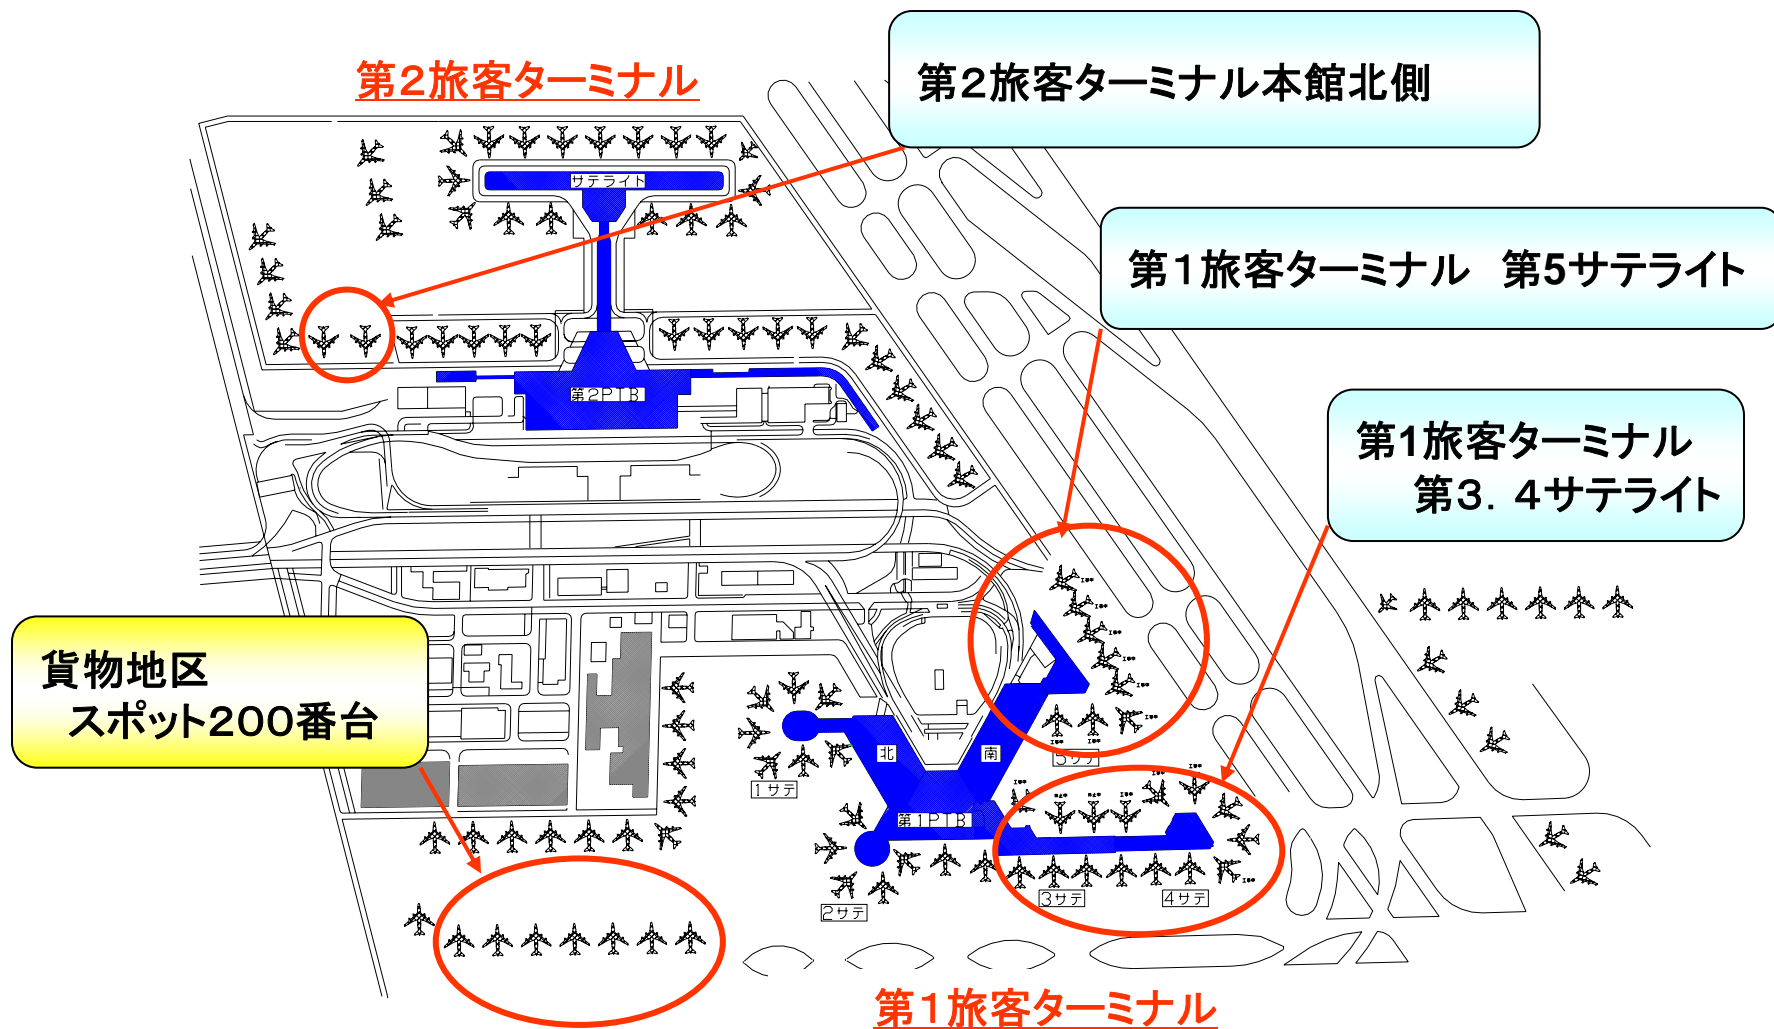 第２旅客ターミナル
第２旅客ターミナル本館北側
サテライト
第１旅客ターミナル　第5サテライト
第２PTB
第1旅客ターミナル
第３．４サテライト
貨物地区
スポット２００番台
北
南
５サテ
１サテ
第１PTB
３サテ
４サテ
２サテ
第１旅客ターミナル